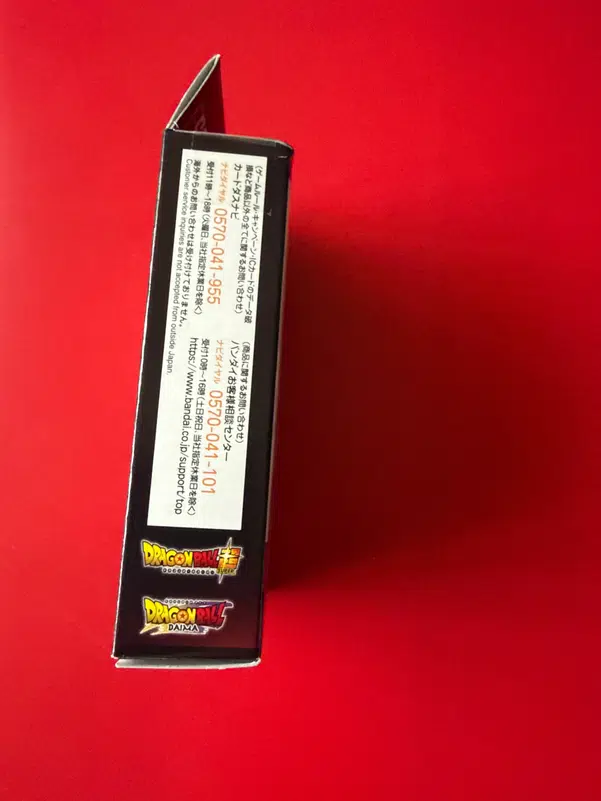 (ゲームルール・キャンペーン・ICカードのデータ破
損など商品以外の全てに関するお問い合わせ)
カードダスナビ
ナビダイヤル 0570-041-955
受付11時～18時(火曜日、当社指定休業日を除く)
海外からのお問い合わせは受け付けておりません。
Customer service inquiries are not accepted from outside Japan.
(商品に関するお問い合わせ)
バンダイお客様相談センター
ナビダイヤル 0570-041-101
受付10時～16時(土日祝日、当社指定休業日を除く)
https://www.bandai.co.jp/support/top
DRAGON BALL 超
DRAGON BALL
DAIMA